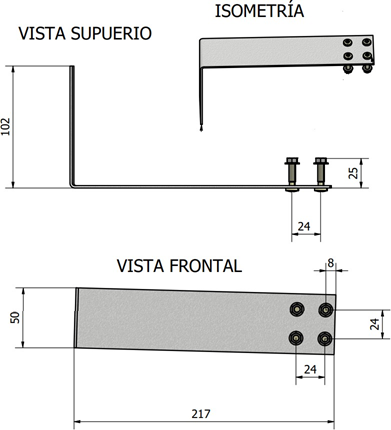 ISOMETRÍA
VISTA SUPUERIO
102
25
24
VISTA FRONTAL
8
50
24
24
217